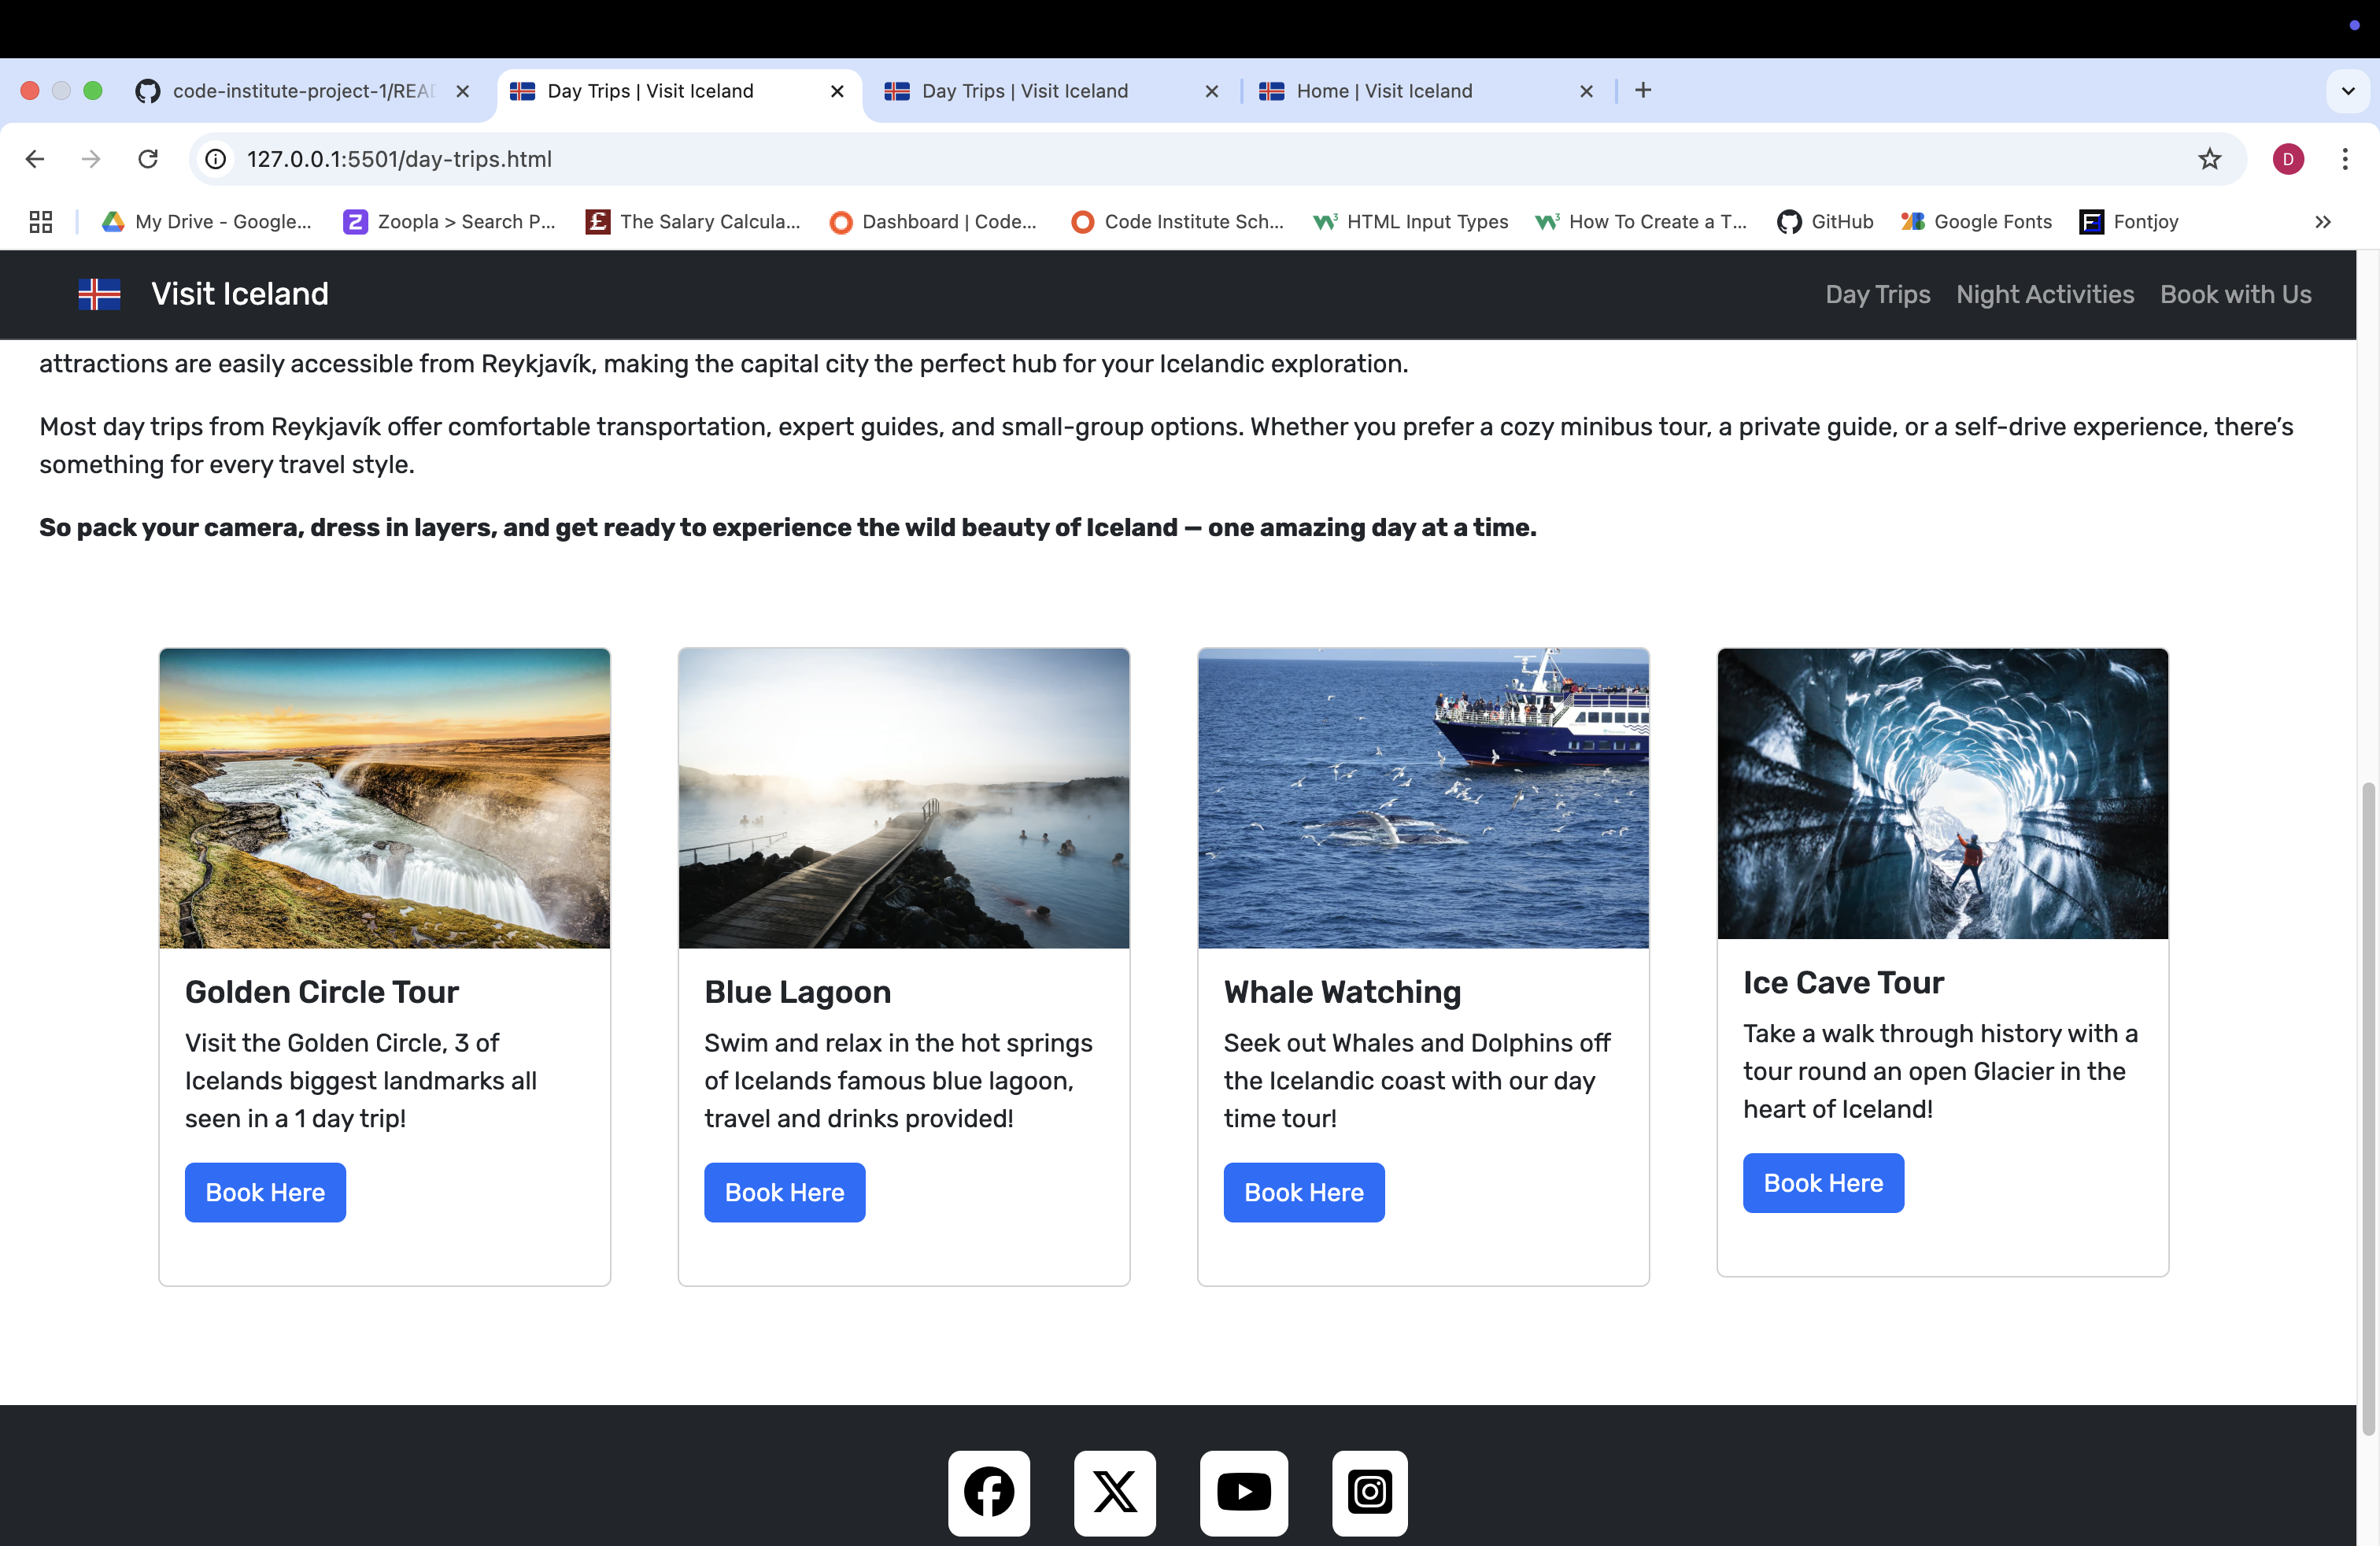 code-institute-project-1/REA
Day Trips | Visit Iceland
Day Trips | Visit Iceland
Home | Visit Iceland
127.0.0.1:5501/day-trips.html
D
My Drive - Google...
Zoopla > Search P...
The Salary Calcula...
Dashboard | Code...
Code Institute Sch...
HTML Input Types
How To Create a T...
GitHub
Google Fonts
Fontjoy
Visit Iceland
Day Trips
Night Activities
Book with Us
attractions are easily accessible from Reykjavík, making the capital city the perfect hub for your Icelandic exploration.
Most day trips from Reykjavík offer comfortable transportation, expert guides, and small-group options. Whether you prefer a cozy minibus tour, a private guide, or a self-drive experience, there’s
something for every travel style.
So pack your camera, dress in layers, and get ready to experience the wild beauty of Iceland — one amazing day at a time.
Golden Circle Tour
Visit the Golden Circle, 3 of
Icelands biggest landmarks all
seen in a 1 day trip!
Book Here
Blue Lagoon
Swim and relax in the hot springs
of Icelands famous blue lagoon,
travel and drinks provided!
Book Here
Whale Watching
Seek out Whales and Dolphins off
the Icelandic coast with our day
time tour!
Book Here
Ice Cave Tour
Take a walk through history with a
tour round an open Glacier in the
heart of Iceland!
Book Here